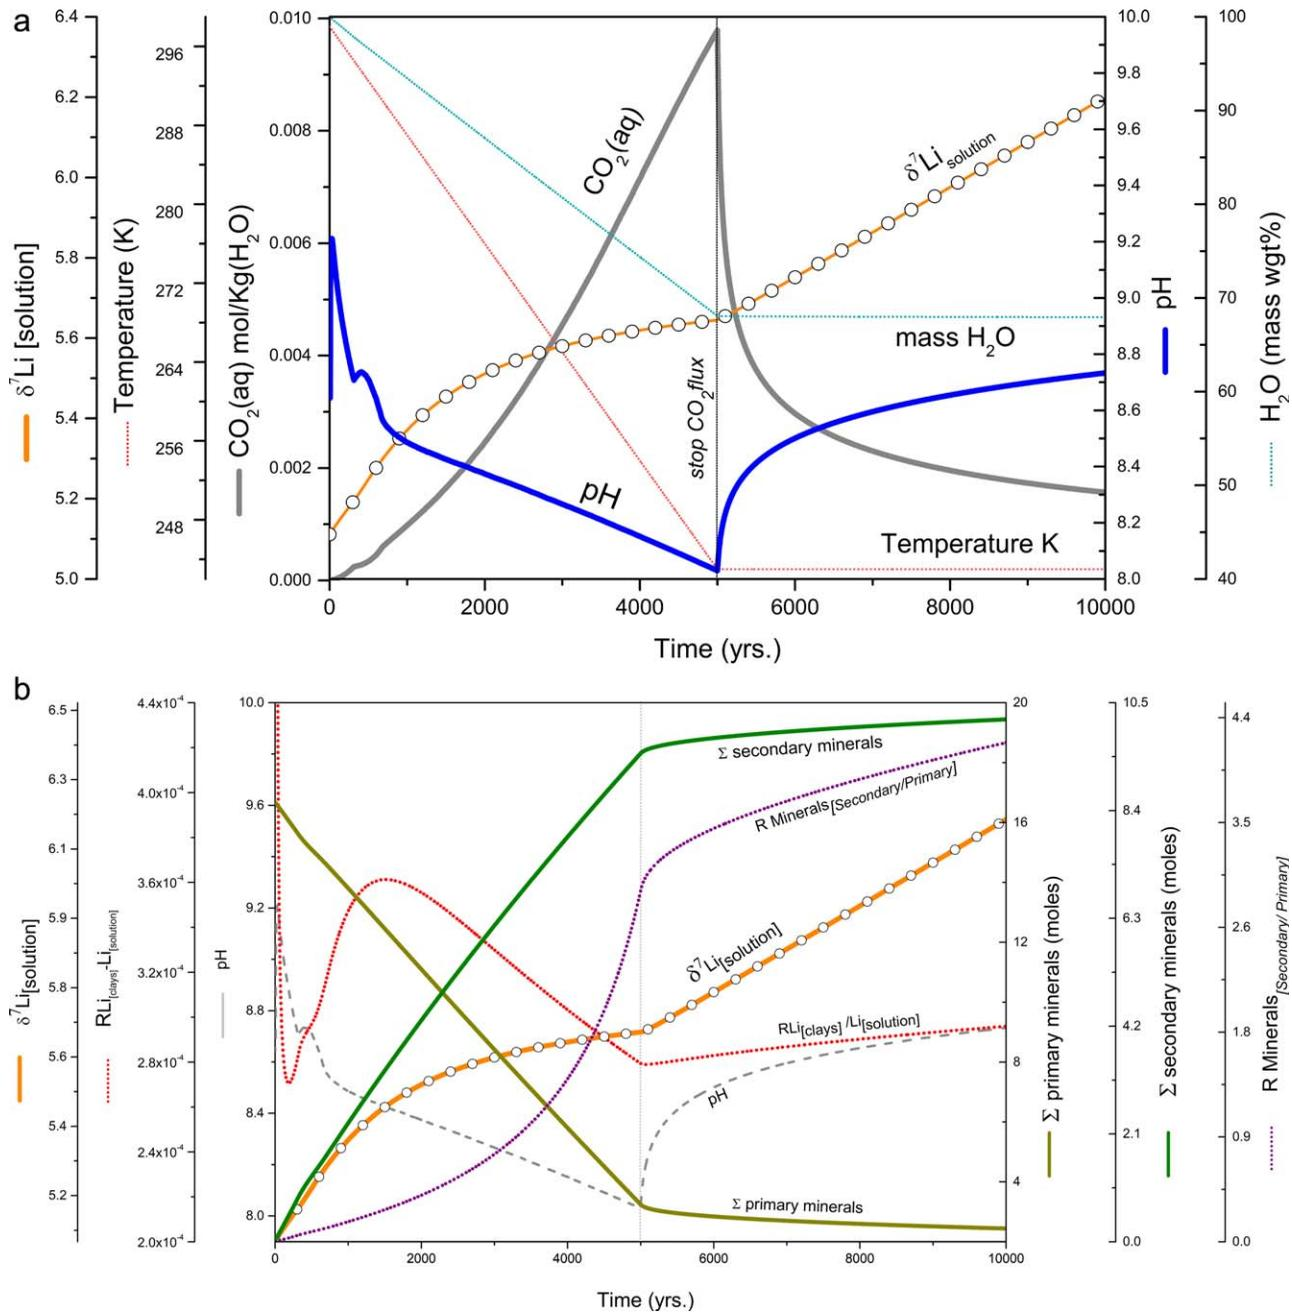 a
6.4
6.2
6.0
5.8
5.6
5.4
5.2
5.0
δ⁷Li [solution]
296
288
280
272
264
256
248
Temperature (K)
0.010
0.008
0.006
0.004
0.002
0.000
CO₂(aq) mol/Kg(H₂O)
CO₂(aq)
δ⁷Li solution
mass H₂O
stop CO₂flux
pH
Temperature K
10.0
9.8
9.6
9.4
9.2
9.0
8.8
8.6
8.4
8.2
8.0
pH
100
90
80
70
60
50
40
H₂O (mass wgt%)
0 2000 4000 6000 8000 10000
Time (yrs.)
b
6.5
6.3
6.1
5.9
5.8
5.6
5.4
5.2
δ⁷Li[solution]
4.4x10⁻⁴
4.0x10⁻⁴
3.6x10⁻⁴
3.2x10⁻⁴
2.8x10⁻⁴
2.4x10⁻⁴
2.0x10⁻⁴
RLi[clays]-Li[solution]
10.0
9.6
9.2
8.8
8.4
8.0
pH
Σ secondary minerals
R Minerals[Secondary/Primary]
δ⁷Li[solution]
RLi[clays]/Li[solution]
pH
Σ primary minerals
20
16
12
8
4
Σ primary minerals (moles)
10.5
8.4
6.3
4.2
2.1
0.0
Σ secondary minerals (moles)
4.4
3.5
2.6
1.8
0.9
0.0
R Minerals[Secondary/ Primary]
0 2000 4000 6000 8000 10000
Time (yrs.)